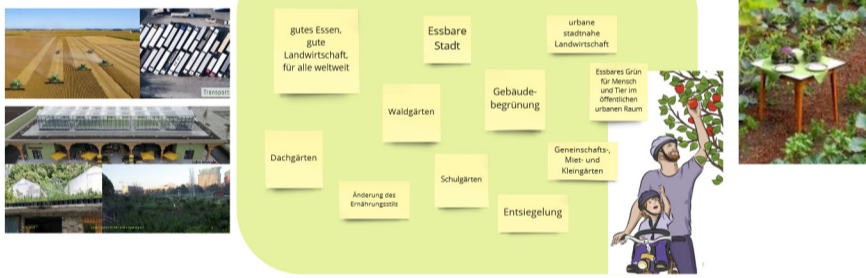 Transport
gutes Essen,
gute
Landwirtschaft,
für alle weltweit
Essbare
Stadt
urbane
stadtnahe
Landwirtschaft
Essbares Grün
für Mensch
und Tier im
öffentlichen
urbanen Raum
Waldgärten
Gebäude-
begrünung
Dachgärten
Geneinschafts-,
Miet- und
Kleingärten
Schulgärten
Änderung des
Ernährungsstils
Entsiegelung